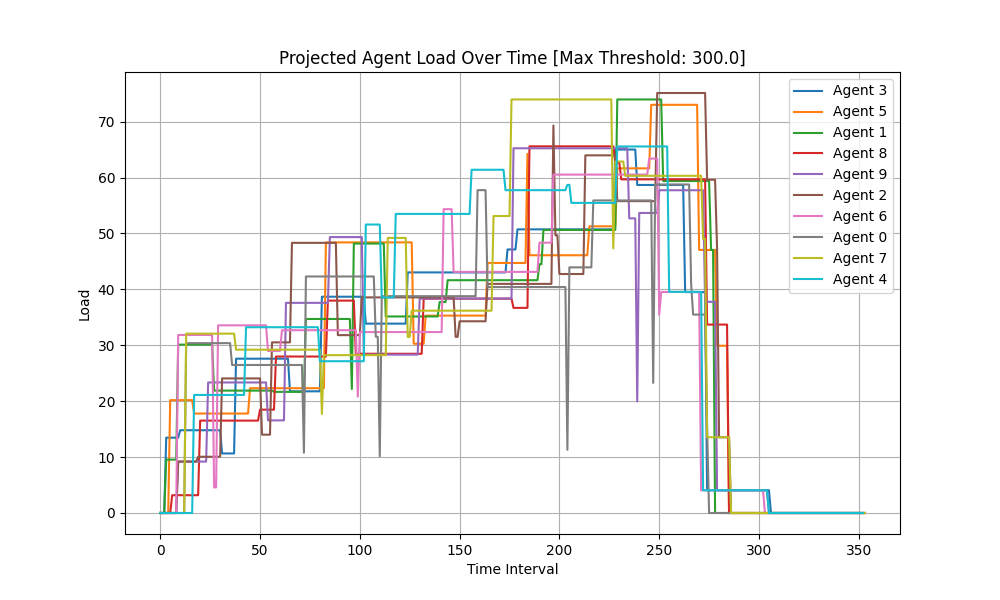 Projected Agent Load Over Time [Max Threshold: 300.0]
Load
70
60
50
40
30
20
10
0
0 50 100 150 200 250 300 350
Time Interval
Agent 3
Agent 5
Agent 1
Agent 8
Agent 9
Agent 2
Agent 6
Agent 0
Agent 7
Agent 4